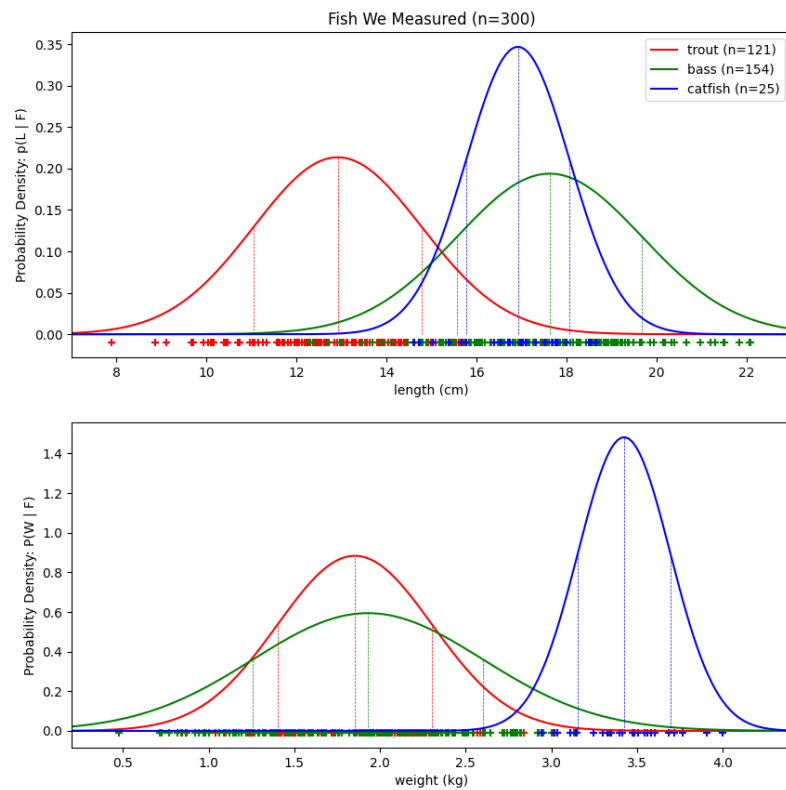 Fish We Measured (n=300)
0.35
0.30
0.25
0.20
0.15
0.10
0.05
0.00
Probability Density: p(L | F)
trout (n=121)
bass (n=154)
catfish (n=25)
8 10 12 14 16 18 20 22
length (cm)
1.4
1.2
1.0
0.8
0.6
0.4
0.2
0.0
Probability Density: P(W | F)
0.5 1.0 1.5 2.0 2.5 3.0 3.5 4.0
weight (kg)